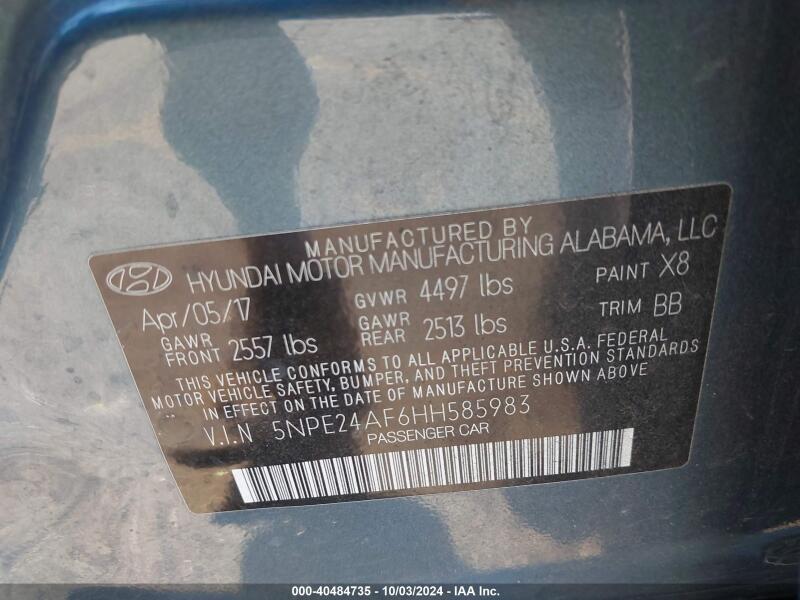 MANUFACTURED BY
HYUNDAI MOTOR MANUFACTURING ALABAMA, LLC
Apr/05/17 GVWR 4497 lbs PAINT X8
GAWR FRONT 2557 lbs GAWR REAR 2513 lbs TRIM BB
THIS VEHICLE CONFORMS TO ALL APPLICABLE U.S.A. FEDERAL
MOTOR VEHICLE SAFETY, BUMPER, AND THEFT PREVENTION STANDARDS
IN EFFECT ON THE DATE OF MANUFACTURE SHOWN ABOVE
V.I.N 5NPE24AF6HH585983
PASSENGER CAR
000-40484735 - 10/03/2024 - IAA Inc.